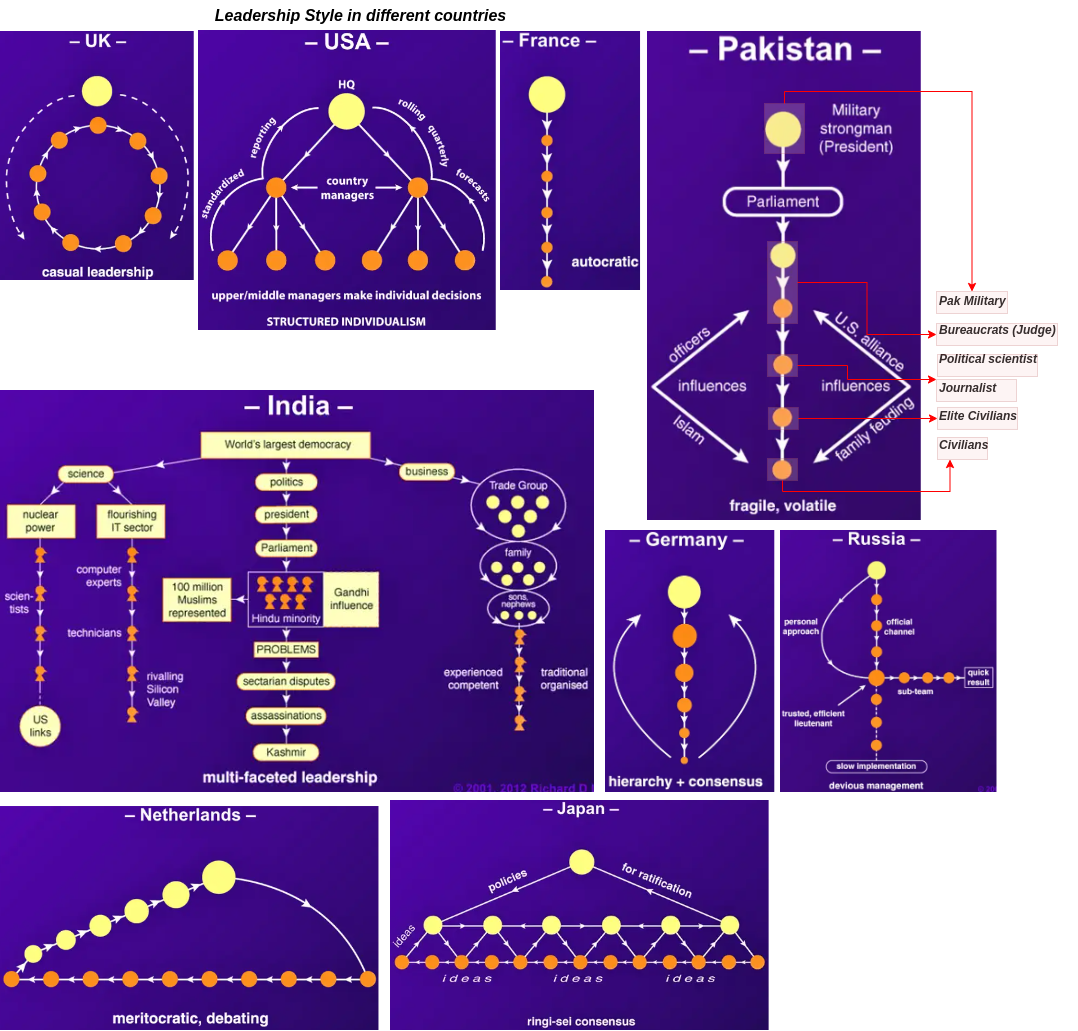 Leadership Style in different countries
– UK –
casual leadership
– USA –
HQ
reporting
rolling quarterly
standardized
forecasts
country
managers
upper/middle managers make individual decisions
STRUCTURED INDIVIDUALISM
– France –
autocratic
– Pakistan –
Military
strongman
(President)
Parliament
officers
U.S. alliance
influences
influences
Islam
family feuding
fragile, volatile
Pak Military
Bureaucrats (Judge)
Political scientist
Journalist
Elite Civilians
Civilians
– India –
World's largest democracy
science
politics
business
nuclear
power
flourishing
IT sector
president
Parliament
Trade Group
family
sons,
nephews
scien-
tists
computer
experts
technicians
rivalling
Silicon
Valley
US
links
100 million
Muslims
represented
Hindu minority
Gandhi
influence
PROBLEMS
sectarian disputes
assassinations
Kashmir
experienced
competent
traditional
organised
multi-faceted leadership
© 2001, 2012 Richard D
– Germany –
hierarchy + consensus
– Russia –
personal
approach
official
channel
quick
result
sub-team
trusted, efficient
lieutenant
slow implementation
devious management
– Netherlands –
meritocratic, debating
– Japan –
policies
for ratification
ideas
ideas
ideas
ideas
ringi-sei consensus